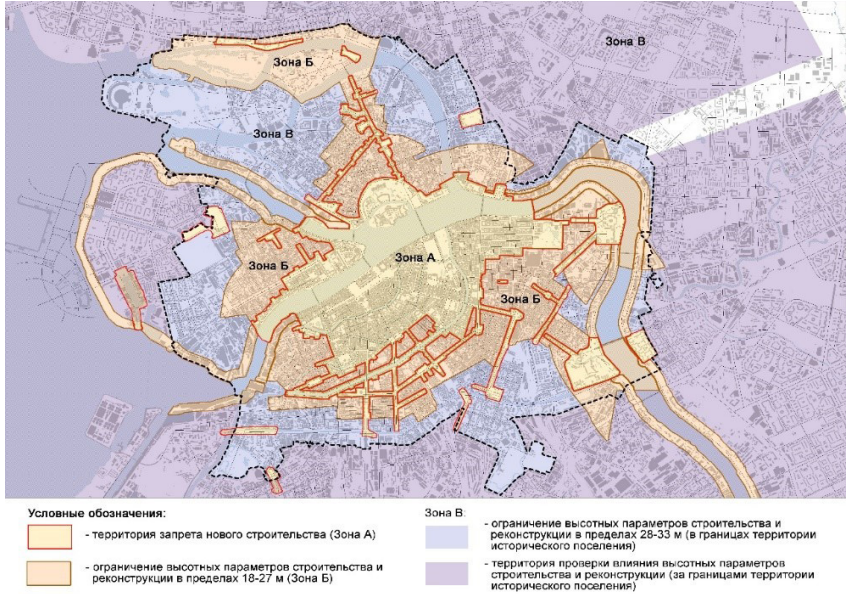 Зона В
Зона Б
Зона В
Зона А
Зона Б
Зона Б
Условные обозначения:
- территория запрета нового строительства (Зона А)
- ограничение высотных параметров строительства и
реконструкции в пределах 18-27 м (Зона Б)
Зона В:
- ограничение высотных параметров строительства и
реконструкции в пределах 28-33 м (в границах территории
исторического поселения)
- территория проверки влияния высотных параметров
строительства и реконструкции (за границами территории
исторического поселения)